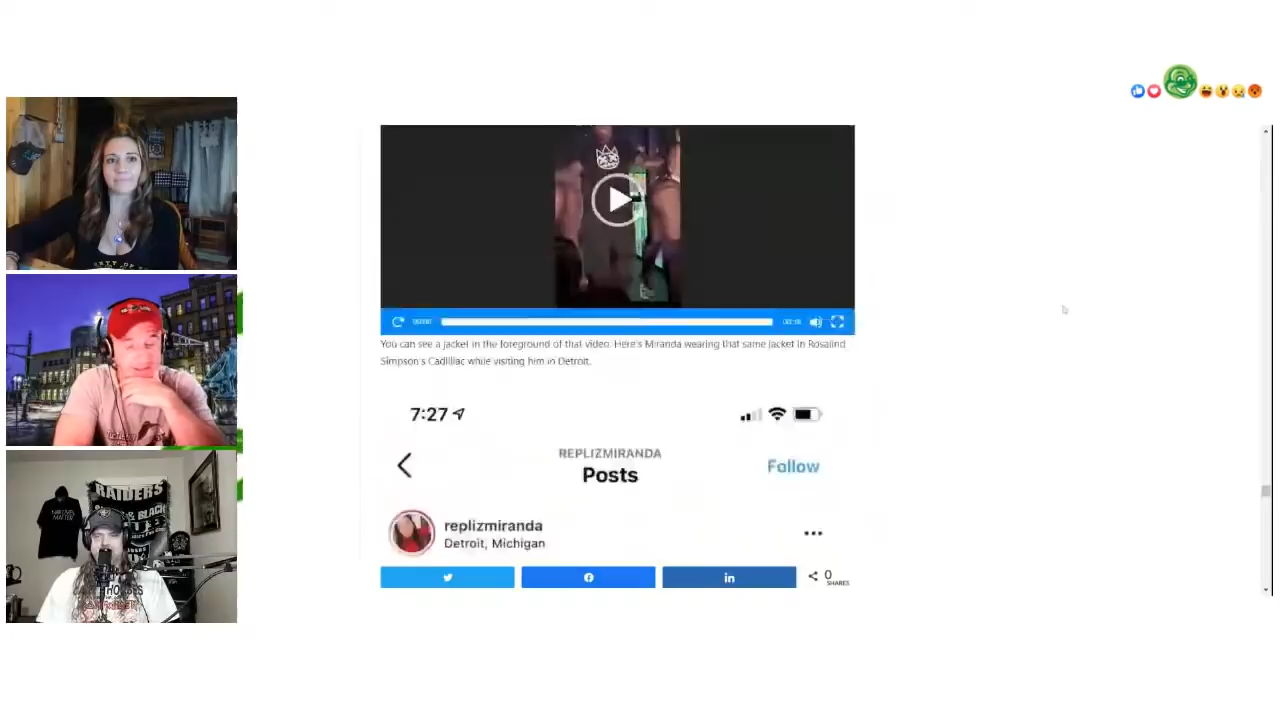 You can see a jacket in the foreground of that video. Here's Miranda wearing that same jacket in Rosalind
Simpson's Cadillac while visiting him in Detroit.
7:27
REPLIZMIRANDA
Posts
Follow
replizmiranda
Detroit, Michigan
0
SHARES
RAIDERS